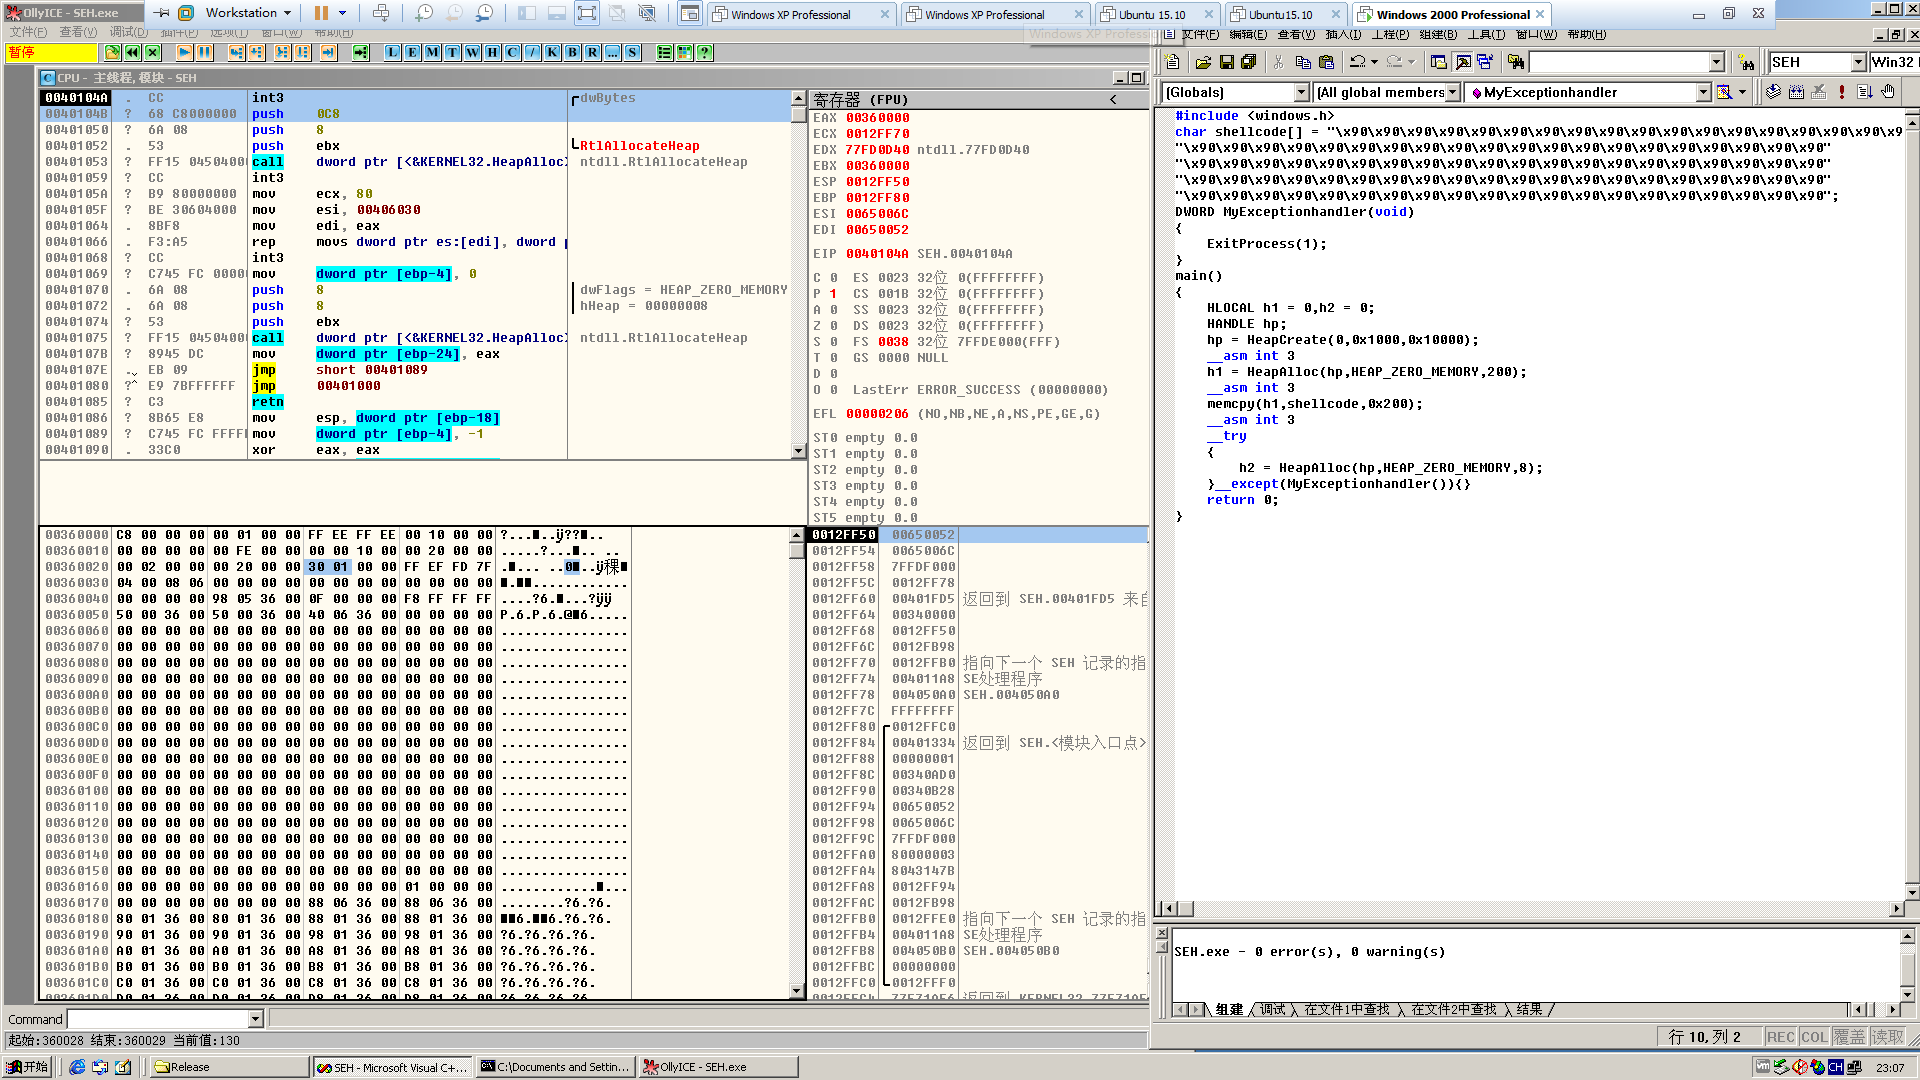 OllyICE - SEH.exe
Workstation
Windows XP Professional
Windows XP Professional
Ubuntu 15.10
Ubuntu15.10
Windows 2000 Professional
文件(F) 查看(V) 调试(D) 插件(P) 选项(T) 窗口(W) 帮助(H)
文件(F) 编辑(E) 查看(V) 插入(I) 工程(P) 组建(B) 工具(T) 窗口(W) 帮助(H)
暂停
L E M T W H C / K B R ... S
SEH
Win32
CPU - 主线程, 模块 - SEH
[Globals]
[All global members
MyExceptionhandler
0040104A . CC int3
0040104B ? 68 C8000000 push 0C8
00401050 ? 6A 08 push 8
00401052 . 53 push ebx
00401053 ? FF15 04504000 call dword ptr [<&KERNEL32.HeapAlloc>
00401059 ? CC int3
0040105A ? B9 80000000 mov ecx, 80
0040105F ? BE 30604000 mov esi, 00406030
00401064 . 8BF8 mov edi, eax
00401066 . F3:A5 rep movs dword ptr es:[edi], dword p
00401068 ? CC int3
00401069 ? C745 FC 0000 mov dword ptr [ebp-4], 0
00401070 . 6A 08 push 8
00401072 . 6A 08 push 8
00401074 ? 53 push ebx
00401075 ? FF15 04504000 call dword ptr [<&KERNEL32.HeapAlloc>
0040107B ? 8945 DC mov dword ptr [ebp-24], eax
0040107E . EB 09 jmp short 00401089
00401080 ? E9 7BFFFFFF jmp 00401000
00401085 ? C3 retn
00401086 ? 8B65 E8 mov esp, dword ptr [ebp-18]
00401089 ? C745 FC FFFFF mov dword ptr [ebp-4], -1
00401090 . 33C0 xor eax, eax
dwBytes
RtlAllocateHeap
ntdll.RtlAllocateHeap
dwFlags = HEAP_ZERO_MEMORY
hHeap = 00000008
ntdll.RtlAllocateHeap
寄存器 (FPU) <
EAX 00360000
ECX 0012FF70
EDX 77FD0D40 ntdll.77FD0D40
EBX 00360000
ESP 0012FF50
EBP 0012FF80
ESI 0065006C
EDI 00650052
EIP 0040104A SEH.0040104A
C 0 ES 0023 32位 0(FFFFFFFF)
P 1 CS 001B 32位 0(FFFFFFFF)
A 0 SS 0023 32位 0(FFFFFFFF)
Z 0 DS 0023 32位 0(FFFFFFFF)
S 0 FS 0038 32位 7FFDE000(FFF)
T 0 GS 0000 NULL
D 0
O 0 LastErr ERROR_SUCCESS (00000000)
EFL 00000206 (NO,NB,NE,A,NS,PE,GE,G)
ST0 empty 0.0
ST1 empty 0.0
ST2 empty 0.0
ST3 empty 0.0
ST4 empty 0.0
ST5 empty 0.0
#include <windows.h>
char shellcode[] = "\x90\x90\x90\x90\x90\x90\x90\x90\x90\x90\x90\x90\x90\x90\x9
"\x90\x90\x90\x90\x90\x90\x90\x90\x90\x90\x90\x90\x90\x90\x90\x90"
"\x90\x90\x90\x90\x90\x90\x90\x90\x90\x90\x90\x90\x90\x90\x90\x90"
"\x90\x90\x90\x90\x90\x90\x90\x90\x90\x90\x90\x90\x90\x90\x90\x90"
"\x90\x90\x90\x90\x90\x90\x90\x90\x90\x90\x90\x90\x90\x90\x90\x90";
DWORD MyExceptionhandler(void)
{
ExitProcess(1);
}
main()
{
HLOCAL h1 = 0,h2 = 0;
HANDLE hp;
hp = HeapCreate(0,0x1000,0x10000);
__asm int 3
h1 = HeapAlloc(hp,HEAP_ZERO_MEMORY,200);
__asm int 3
memcpy(h1,shellcode,0x200);
__asm int 3
__try
{
h2 = HeapAlloc(hp,HEAP_ZERO_MEMORY,8);
}__except(MyExceptionhandler()){}
return 0;
}
00360000 C8 00 00 00 00 01 00 00 FF EE FF EE 00 10 00 00
00360010 00 00 00 00 00 FE 00 00 00 00 10 00 00 20 00 00
00360020 00 02 00 00 00 20 00 00 30 01 00 00 FF EF FD 7F
00360030 04 00 08 06 00 00 00 00 00 00 00 00 00 00 00 00
00360040 00 00 00 00 98 05 36 00 0F 00 00 00 F8 FF FF FF
00360050 50 00 36 00 50 00 36 00 40 06 36 00 00 00 00 00
00360060 00 00 00 00 00 00 00 00 00 00 00 00 00 00 00 00
00360070 00 00 00 00 00 00 00 00 00 00 00 00 00 00 00 00
00360080 00 00 00 00 00 00 00 00 00 00 00 00 00 00 00 00
00360090 00 00 00 00 00 00 00 00 00 00 00 00 00 00 00 00
003600A0 00 00 00 00 00 00 00 00 00 00 00 00 00 00 00 00
003600B0 00 00 00 00 00 00 00 00 00 00 00 00 00 00 00 00
003600C0 00 00 00 00 00 00 00 00 00 00 00 00 00 00 00 00
003600D0 00 00 00 00 00 00 00 00 00 00 00 00 00 00 00 00
003600E0 00 00 00 00 00 00 00 00 00 00 00 00 00 00 00 00
003600F0 00 00 00 00 00 00 00 00 00 00 00 00 00 00 00 00
00360100 00 00 00 00 00 00 00 00 00 00 00 00 00 00 00 00
00360110 00 00 00 00 00 00 00 00 00 00 00 00 00 00 00 00
00360120 00 00 00 00 00 00 00 00 00 00 00 00 00 00 00 00
00360130 00 00 00 00 00 00 00 00 00 00 00 00 00 00 00 00
00360140 00 00 00 00 00 00 00 00 00 00 00 00 00 00 00 00
00360150 00 00 00 00 00 00 00 00 00 00 00 00 00 00 00 00
00360160 00 00 00 00 00 00 00 00 00 00 00 00 01 00 00 00
00360170 00 00 00 00 00 00 00 00 88 06 36 00 88 06 36 00
00360180 80 01 36 00 80 01 36 00 88 01 36 00 88 01 36 00
00360190 90 01 36 00 90 01 36 00 98 01 36 00 98 01 36 00
003601A0 A0 01 36 00 A0 01 36 00 A8 01 36 00 A8 01 36 00
003601B0 B0 01 36 00 B0 01 36 00 B8 01 36 00 B8 01 36 00
003601C0 C0 01 36 00 C0 01 36 00 C8 01 36 00 C8 01 36 00
003601D0 D0 01 36 00 D0 01 36 00 D8 01 36 00 D8 01 36 00
0012FF50 00650052
0012FF54 0065006C
0012FF58 7FFDF000
0012FF5C 0012FF78
0012FF60 00401FD5 返回到 SEH.00401FD5 来自
0012FF64 00340000
0012FF68 0012FF50
0012FF6C 0012FB98
0012FF70 0012FFB0 指向下一个 SEH 记录的指
0012FF74 004011A8 SE处理程序
0012FF78 004050A0 SEH.004050A0
0012FF7C FFFFFFFF
0012FF80 0012FFC0
0012FF84 00401334 返回到 SEH.<模块入口点>
0012FF88 00000001
0012FF8C 00340AD0
0012FF90 00340B28
0012FF94 00650052
0012FF98 0065006C
0012FF9C 7FFDF000
0012FFA0 80000003
0012FFA4 8043147B
0012FFA8 0012FF94
0012FFAC 0012FB98
0012FFB0 0012FFE0 指向下一个 SEH 记录的指
0012FFB4 004011A8 SE处理程序
0012FFB8 004050B0 SEH.004050B0
0012FFBC 00000000
0012FFC0 0012FFF0
0012FFC4 77E71AF6 返回到 KERNEL32.77E71AF6
SEH.exe - 0 error(s), 0 warning(s)
组建 调试 在文件1中查找 在文件2中查找 结果
Command
起始:360028 结束:360029 当前值:130
行 10, 列 2
REC COL 覆盖 读取
开始
Release
SEH - Microsoft Visual C+...
C:\Documents and Settin...
OllyICE - SEH.exe
CH
23:07